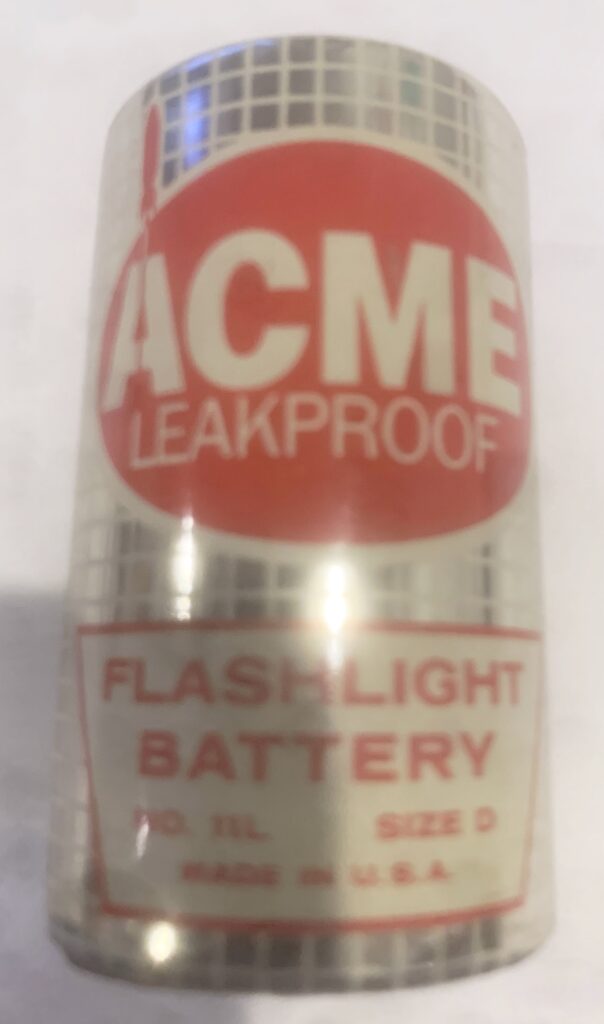 ACME
LEAKPROOF
FLASHLIGHT
BATTERY
NO. 11L SIZE D
MADE IN U.S.A.